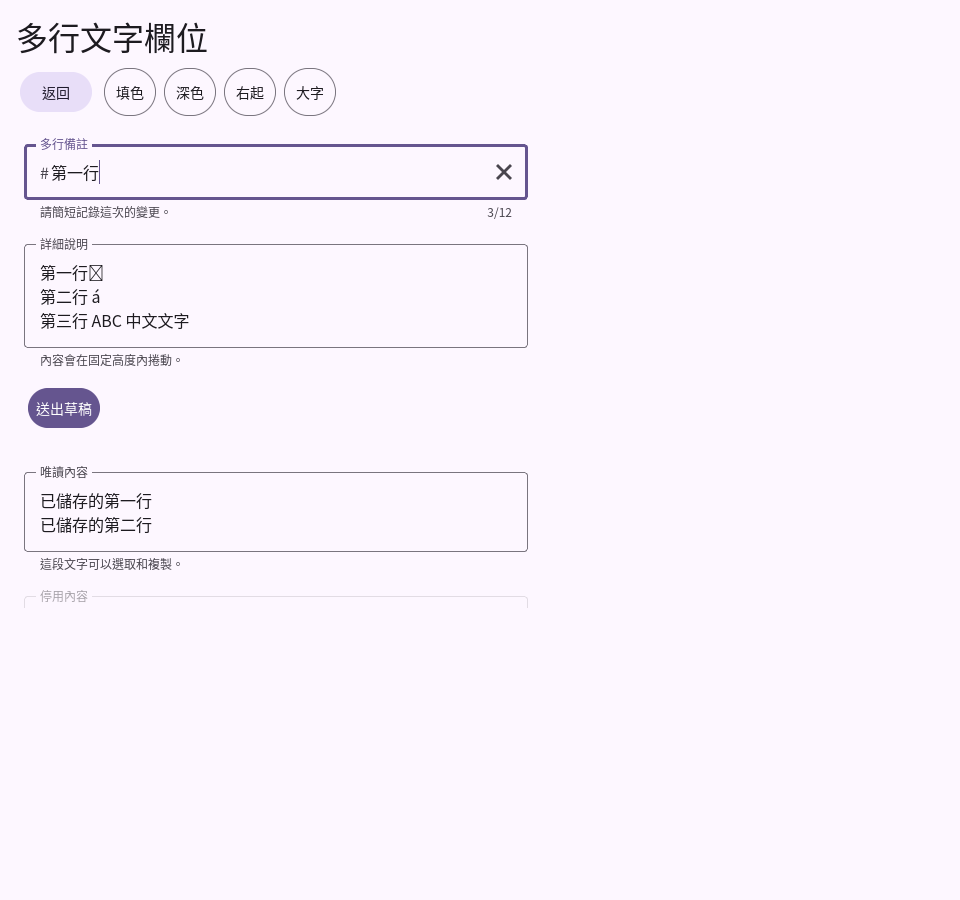 多行文字欄位
返回 填色 深色 右起 大字
多行備註
# 第一行
請簡短記錄這次的變更。 3/12
詳細說明
第一行
第二行 á
第三行 ABC 中文文字
內容會在固定高度內捲動。
送出草稿
唯讀內容
已儲存的第一行
已儲存的第二行
這段文字可以選取和複製。
停用內容